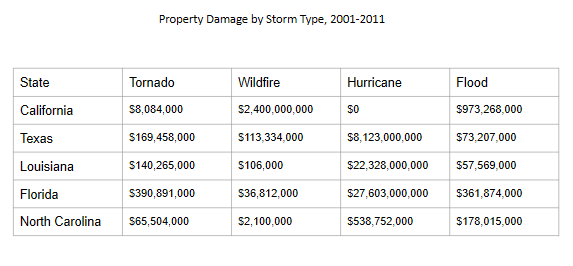 Property Damage by Storm Type, 2001-2011
State Tornado Wildfire Hurricane Flood
California $8,084,000 $2,400,000,000 $0 $973,268,000
Texas $169,458,000 $113,334,000 $8,123,000,000 $73,207,000
Louisiana $140,265,000 $106,000 $22,328,000,000 $57,569,000
Florida $390,891,000 $36,812,000 $27,603,000,000 $361,874,000
North Carolina $65,504,000 $2,100,000 $538,752,000 $178,015,000